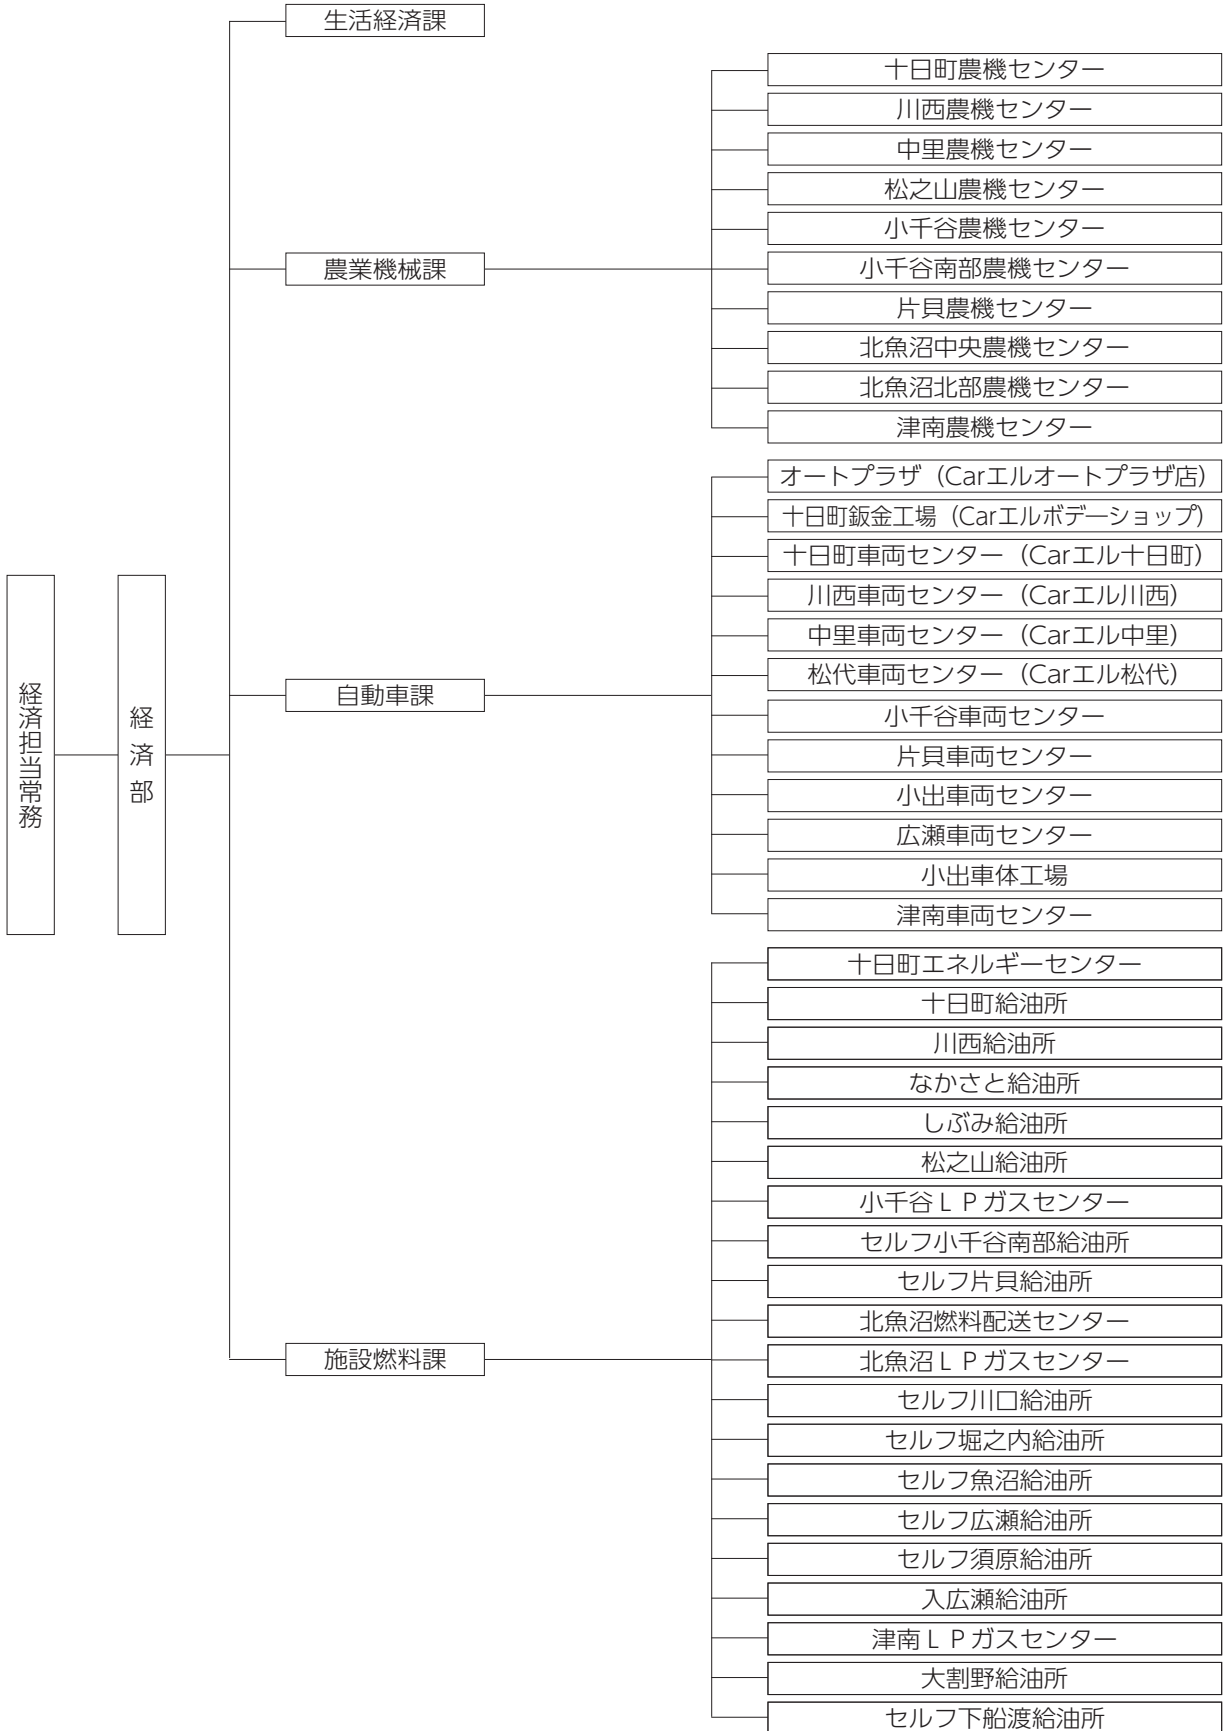 経済担当常務
経済部
生活経済課
農業機械課
十日町農機センター
川西農機センター
中里農機センター
松之山農機センター
小千谷農機センター
小千谷南部農機センター
片貝農機センター
北魚沼中央農機センター
北魚沼北部農機センター
津南農機センター
自動車課
オートプラザ（Carエルオートプラザ店）
十日町鈑金工場（Carエルボデーショップ）
十日町車両センター（Carエル十日町）
川西車両センター（Carエル川西）
中里車両センター（Carエル中里）
松代車両センター（Carエル松代）
小千谷車両センター
片貝車両センター
小出車両センター
広瀬車両センター
小出車体工場
津南車両センター
施設燃料課
十日町エネルギーセンター
十日町給油所
川西給油所
なかさと給油所
しぶみ給油所
松之山給油所
小千谷ＬＰガスセンター
セルフ小千谷南部給油所
セルフ片貝給油所
北魚沼燃料配送センター
北魚沼ＬＰガスセンター
セルフ川口給油所
セルフ堀之内給油所
セルフ魚沼給油所
セルフ広瀬給油所
セルフ須原給油所
入広瀬給油所
津南ＬＰガスセンター
大割野給油所
セルフ下船渡給油所